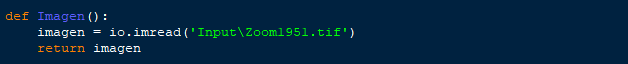 def Imagen():
    imagen = io.imread('Input\Zoom1951.tif')
    return imagen